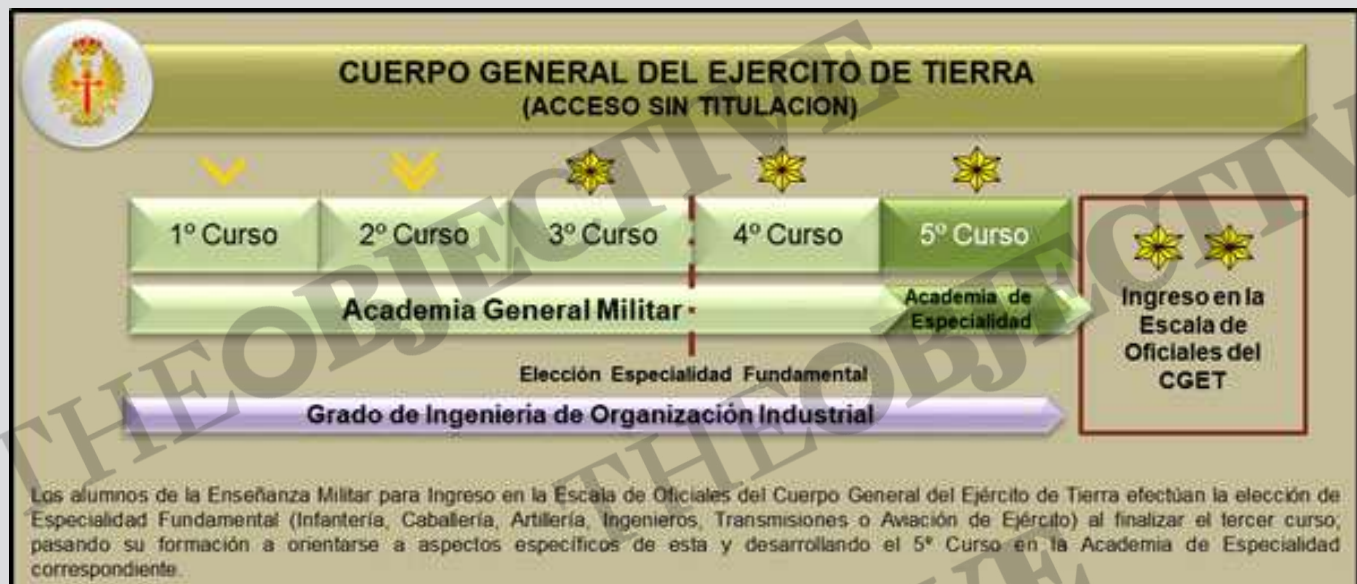 CUERPO GENERAL DEL EJERCITO DE TIERRA
(ACCESO SIN TITULACION)
1º Curso
2º Curso
3º Curso
4º Curso
5º Curso
Academia General Militar
Academia de
Especialidad
Ingreso en la
Escala de
Oficiales del
CGET
Elección Especialidad Fundamental
Grado de Ingenieria de Organización Industrial
Los alumnos de la Enseñanza Militar para Ingreso en la Escala de Oficiales del Cuerpo General del Ejército de Tierra efectúan la elección de
Especialidad Fundamental (Infantería, Caballería, Artillería, Ingenieros, Transmisiones o Aviación de Ejército) al finalizar el tercer curso;
pasando su formación a orientarse a aspectos específicos de esta y desarrollando el 5º Curso en la Academia de Especialidad
correspondiente.
THEOBJECTIVE
THEOBJECTIVE